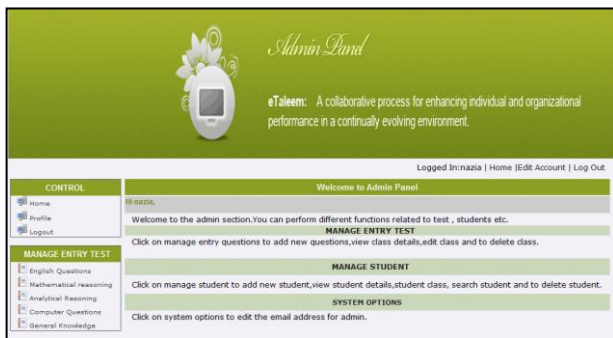 Admin Panel
eTaleem: A collaborative process for enhancing individual and organizational
performance in a continually evolving environment.
Logged In:nazia | Home |Edit Account | Log Out
CONTROL
Home
Profile
Logout
MANAGE ENTRY TEST
English Questions
Mathematical reasoning
Analytical Reasoning
Computer Questions
General Knowledge
Welcome to Admin Panel
Hi nazia,
Welcome to the admin section.You can perform different functions related to test , students etc.
MANAGE ENTRY TEST
Click on manage entry questions to add new questions,view class details,edit class and to delete class.
MANAGE STUDENT
Click on manage student to add new student,view student details,student class, search student and to delete student.
SYSTEM OPTIONS
Click on system options to edit the email address for admin.